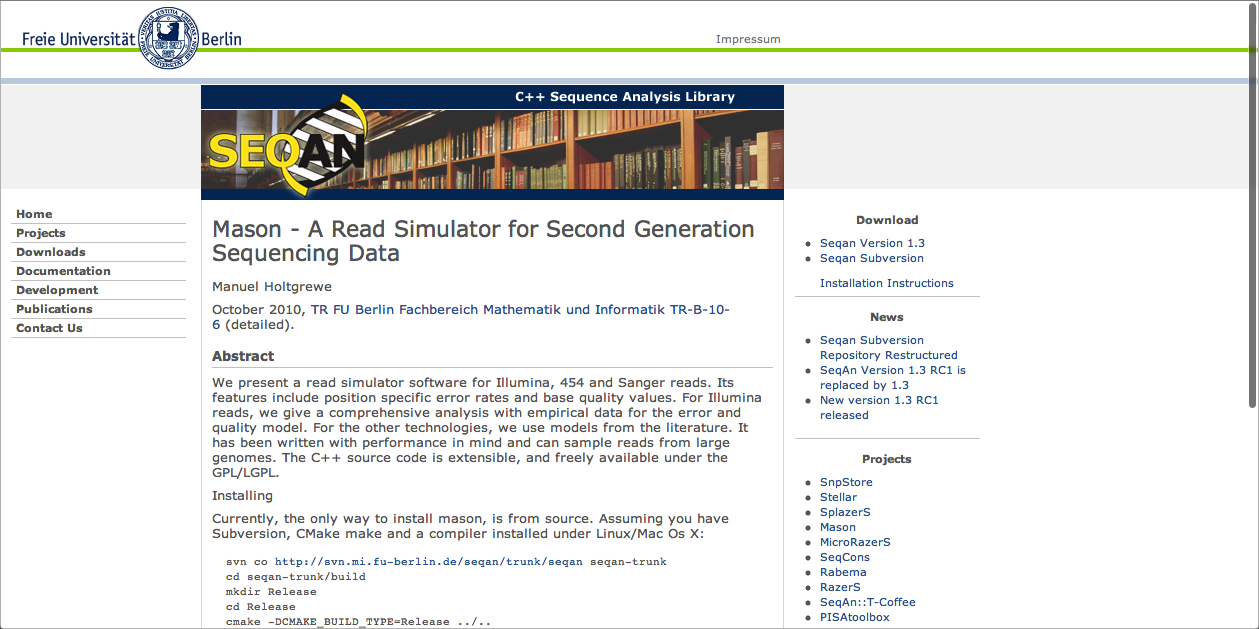 Freie Universität Berlin
Impressum
C++ Sequence Analysis Library
SEQAN
Home
Projects
Downloads
Documentation
Development
Publications
Contact Us
Mason - A Read Simulator for Second Generation
Sequencing Data
Manuel Holtgrewe
October 2010, TR FU Berlin Fachbereich Mathematik und Informatik TR-B-10-
6 (detailed).
Abstract
We present a read simulator software for Illumina, 454 and Sanger reads. Its
features include position specific error rates and base quality values. For Illumina
reads, we give a comprehensive analysis with empirical data for the error and
quality model. For the other technologies, we use models from the literature. It
has been written with performance in mind and can sample reads from large
genomes. The C++ source code is extensible, and freely available under the
GPL/LGPL.
Installing
Currently, the only way to install mason, is from source. Assuming you have
Subversion, CMake make and a compiler installed under Linux/Mac Os X:
svn co http://svn.mi.fu-berlin.de/seqan/trunk/seqan seqan-trunk
cd seqan-trunk/build
mkdir Release
cd Release
cmake -DCMAKE_BUILD_TYPE=Release ../..
Download
Seqan Version 1.3
Seqan Subversion
Installation Instructions
News
Seqan Subversion
Repository Restructured
SeqAn Version 1.3 RC1 is
replaced by 1.3
New version 1.3 RC1
released
Projects
SnpStore
Stellar
SplazerS
Mason
MicroRazerS
SeqCons
Rabema
RazerS
SeqAn::T-Coffee
PISAtoolbox